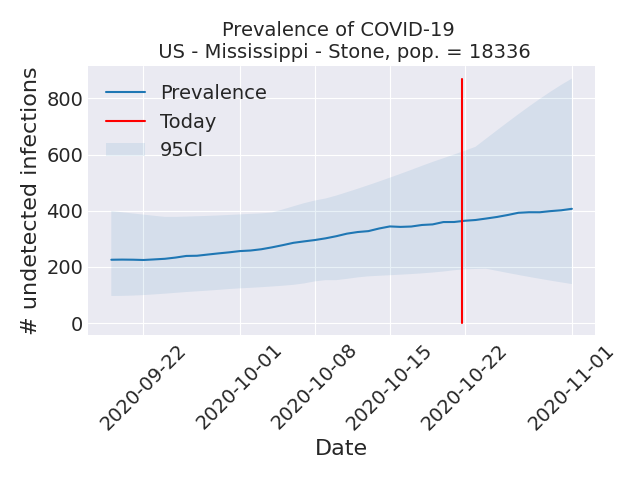 Prevalence of COVID-19
US - Mississippi - Stone, pop. = 18336
# undetected infections
800
600
400
200
0
Prevalence
Today
95CI
2020-09-22
2020-10-01
2020-10-08
2020-10-15
2020-10-22
2020-11-01
Date